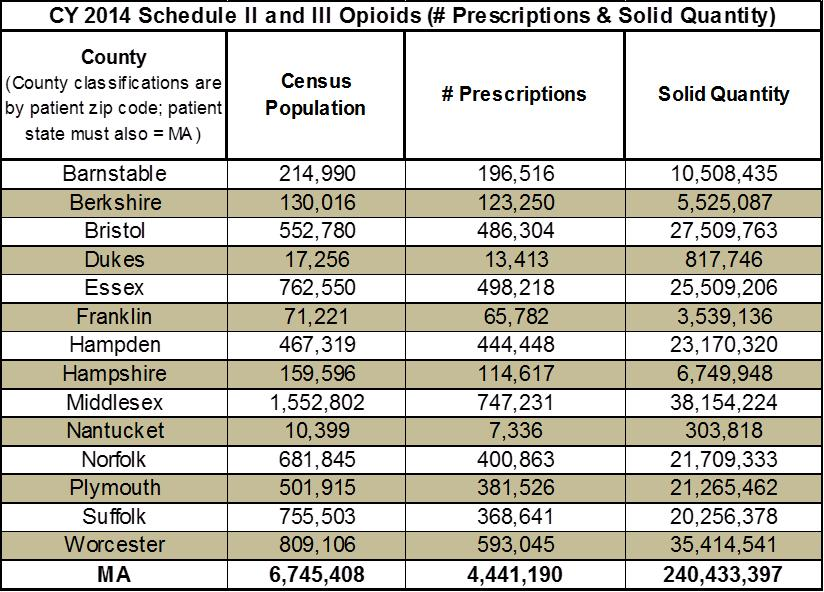 CY 2014 Schedule II and III Opioids (# Prescriptions & Solid Quantity)
County
(County classifications are
by patient zip code; patient
state must also = MA)
Census
Population
# Prescriptions
Solid Quantity
Barnstable 214,990 196,516 10,508,435
Berkshire 130,016 123,250 5,525,087
Bristol 552,780 486,304 27,509,763
Dukes 17,256 13,413 817,746
Essex 762,550 498,218 25,509,206
Franklin 71,221 65,782 3,539,136
Hampden 467,319 444,448 23,170,320
Hampshire 159,596 114,617 6,749,948
Middlesex 1,552,802 747,231 38,154,224
Nantucket 10,399 7,336 303,818
Norfolk 681,845 400,863 21,709,333
Plymouth 501,915 381,526 21,265,462
Suffolk 755,503 368,641 20,256,378
Worcester 809,106 593,045 35,414,541
MA 6,745,408 4,441,190 240,433,397